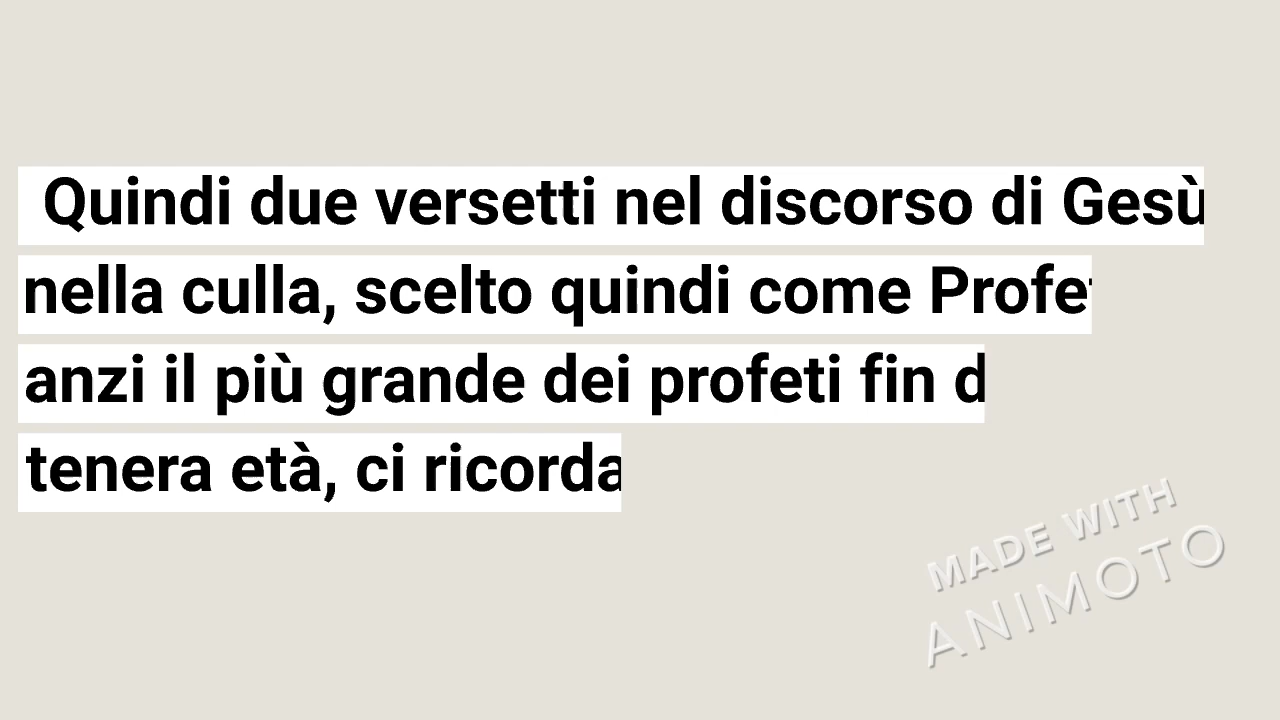 Quindi due versetti nel discorso di Gesù
nella culla, scelto quindi come
anzi il più grande dei profeti fin
tenera età, ci ricorda
MADE WITH
ANIMOTO